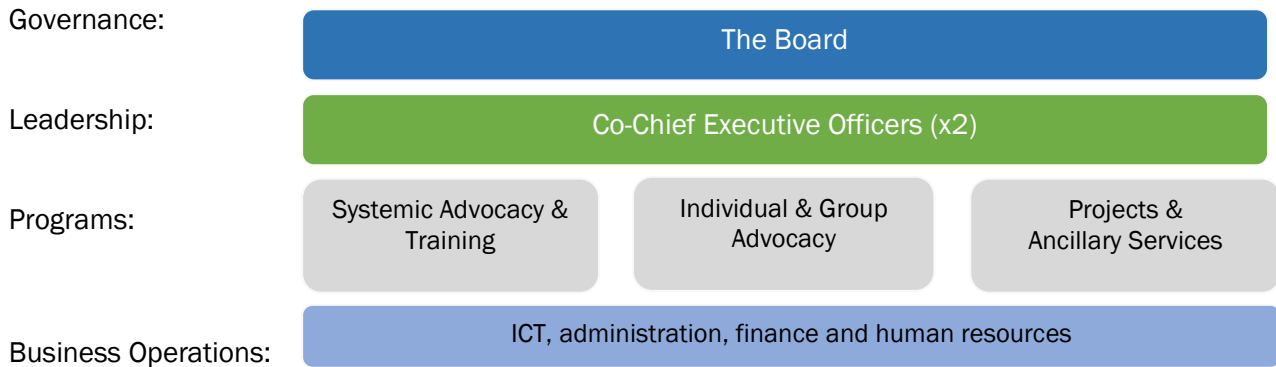 Governance:
The Board
Leadership:
Co-Chief Executive Officers (x2)
Programs:
Systemic Advocacy &
Training
Individual & Group
Advocacy
Projects &
Ancillary Services
Business Operations:
ICT, administration, finance and human resources